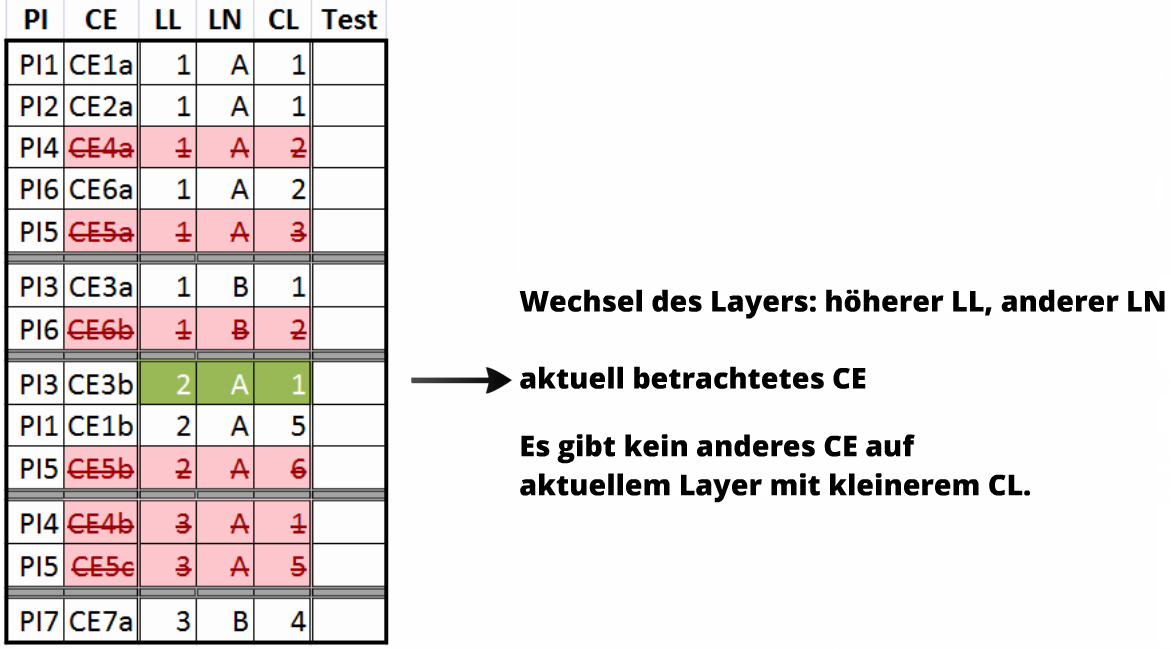 PI CE LL LN CL Test
PI1 CE1a 1 A 1
PI2 CE2a 1 A 1
PI4 CE4a 1 A 2
PI6 CE6a 1 A 2
PI5 CE5a 1 A 3
PI3 CE3a 1 B 1
PI6 CE6b 1 B 2
PI3 CE3b 2 A 1
PI1 CE1b 2 A 5
PI5 CE5b 2 A 6
PI4 CE4b 3 A 1
PI5 CE5c 3 A 5
PI7 CE7a 3 B 4
Wechsel des Layers: höherer LL, anderer LN
aktuell betrachtetes CE
Es gibt kein anderes CE auf
aktuellem Layer mit kleinerem CL.